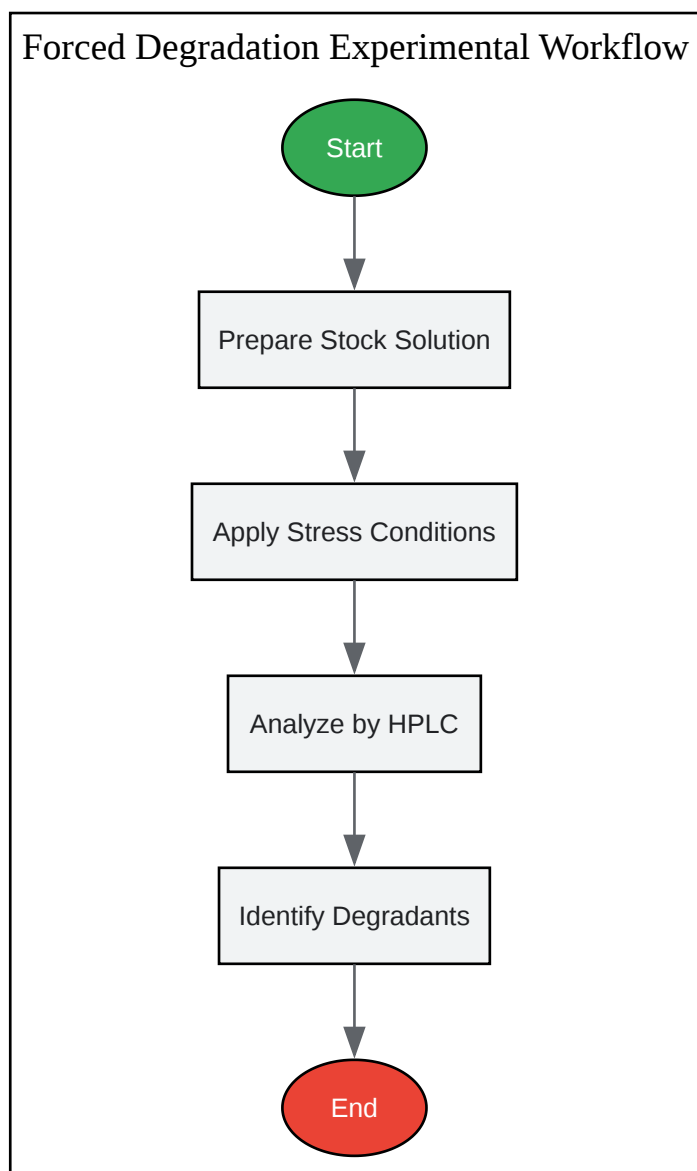 Forced Degradation Experimental Workflow
Start
Prepare Stock Solution
Apply Stress Conditions
Analyze by HPLC
Identify Degradants
End